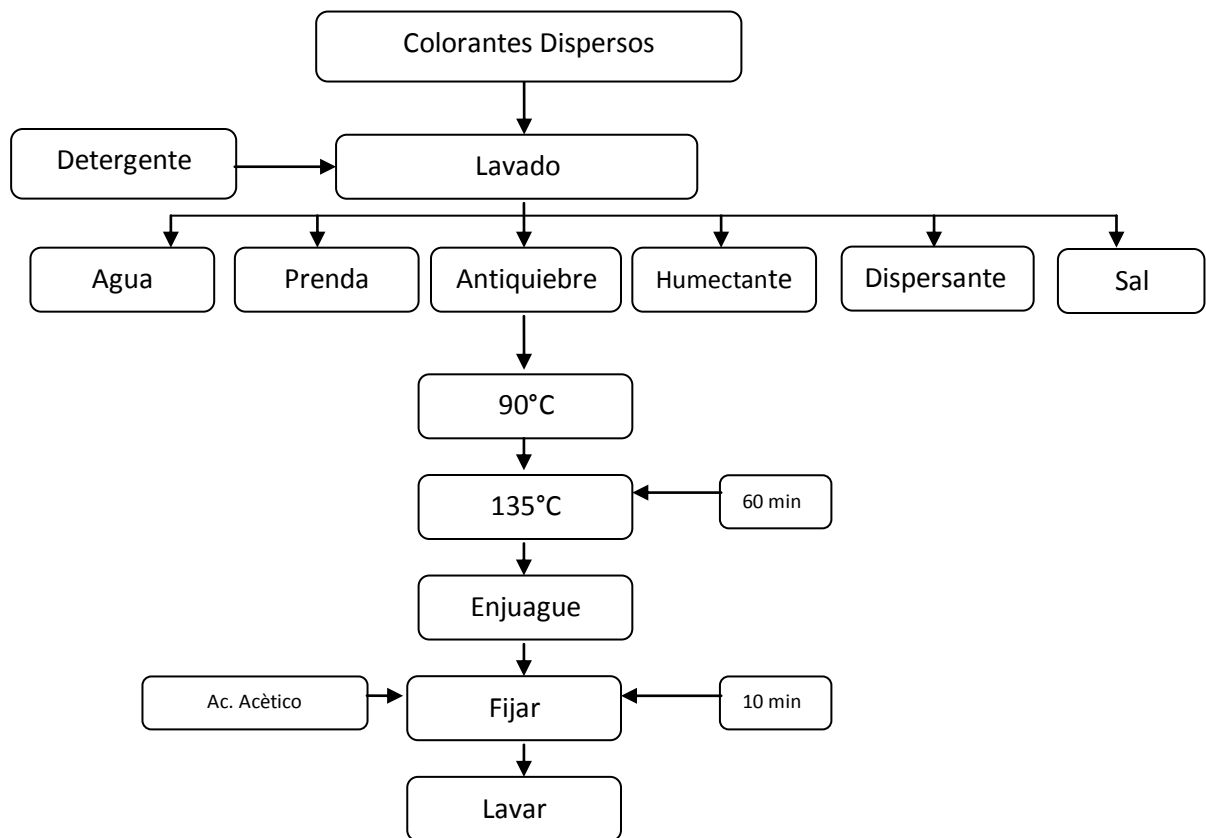 Colorantes Dispersos
Detergente
Lavado
Agua
Prenda
Antiquiebre
Humectante
Dispersante
Sal
90°C
135°C
60 min
Enjuague
Ac. Acètico
Fijar
10 min
Lavar